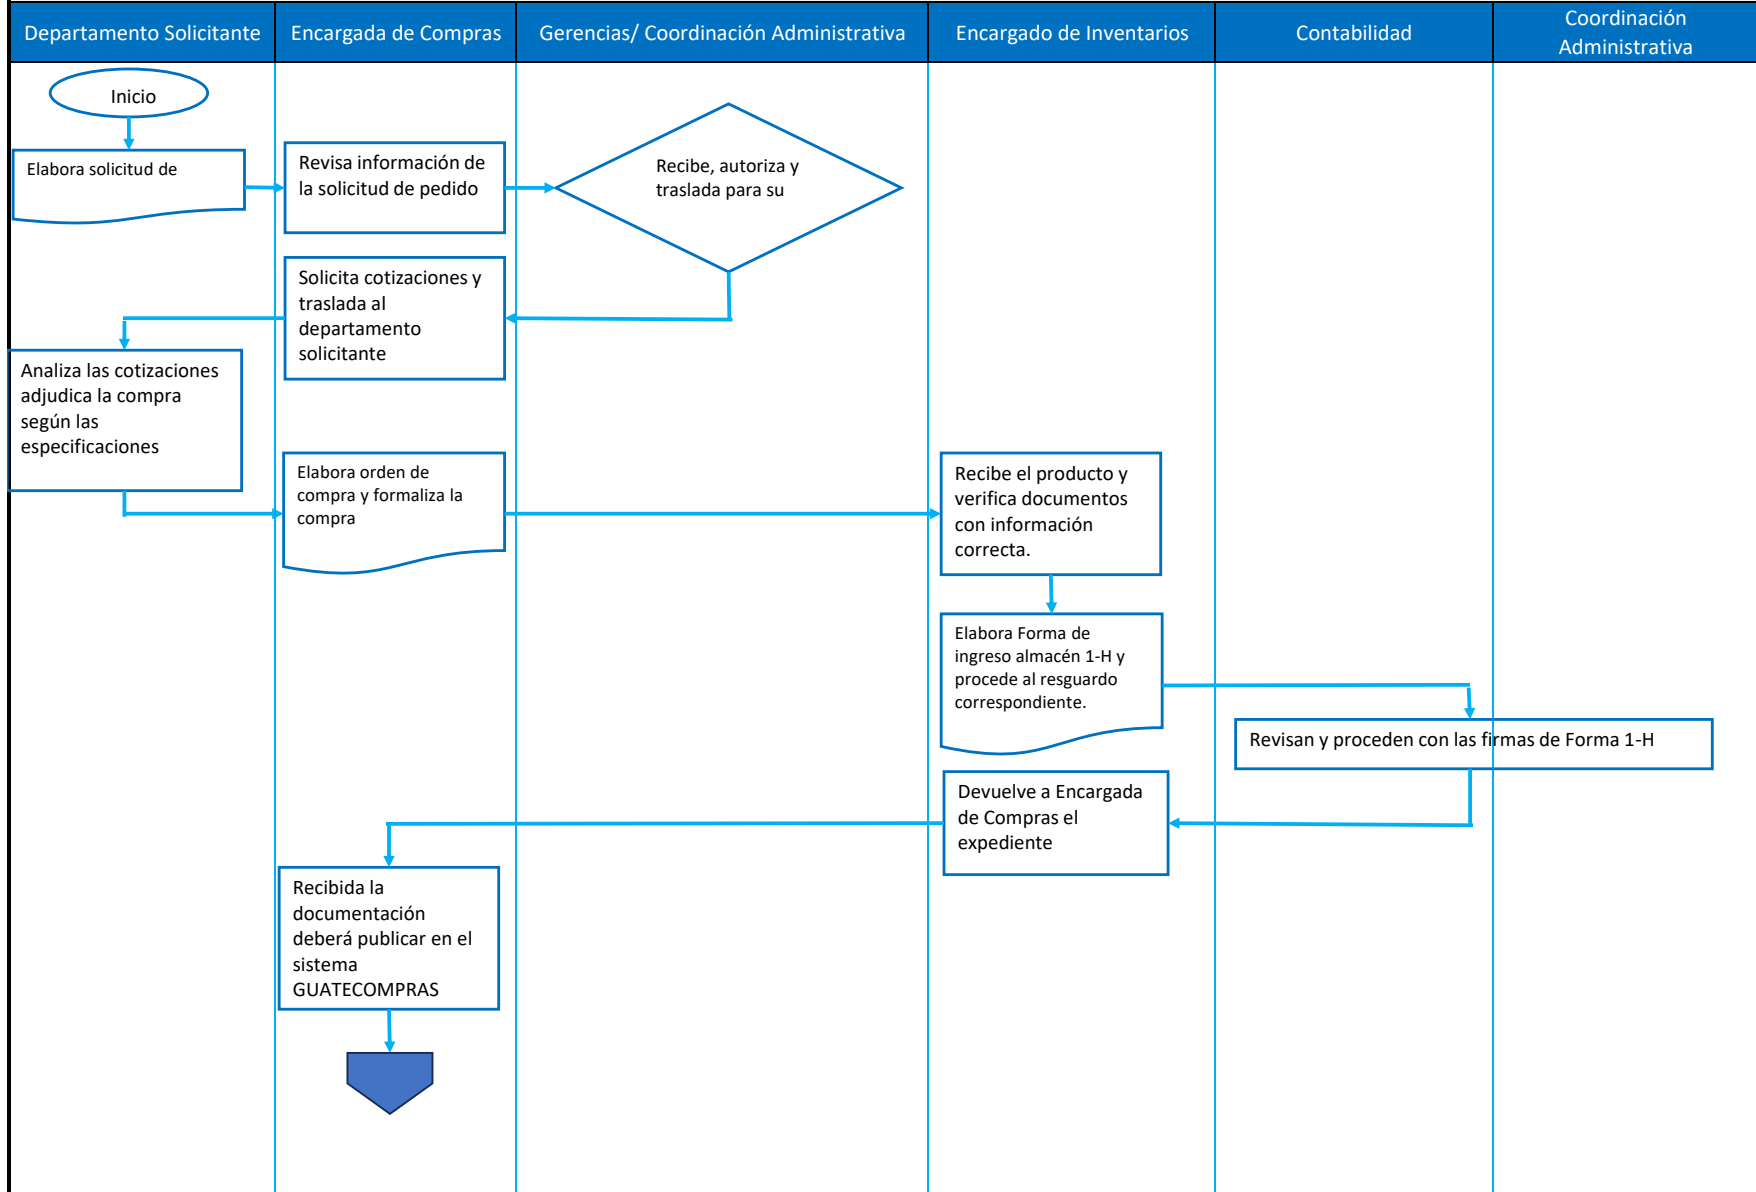 Departamento Solicitante
Encargada de Compras
Gerencias/ Coordinación Administrativa
Encargado de Inventarios
Contabilidad
Coordinación
Administrativa
Inicio
Elabora solicitud de
Revisa información de
la solicitud de pedido
Recibe, autoriza y
traslada para su
Solicita cotizaciones y
traslada al
departamento
solicitante
Analiza las cotizaciones
adjudica la compra
según las
especificaciones
Elabora orden de
compra y formaliza la
compra
Recibe el producto y
verifica documentos
con información
correcta.
Elabora Forma de
ingreso almacén 1-H y
procede al resguardo
correspondiente.
Revisan y proceden con las firmas de Forma 1-H
Devuelve a Encargada
de Compras el
expediente
Recibida la
documentación
deberá publicar en el
sistema
GUATECOMPRAS